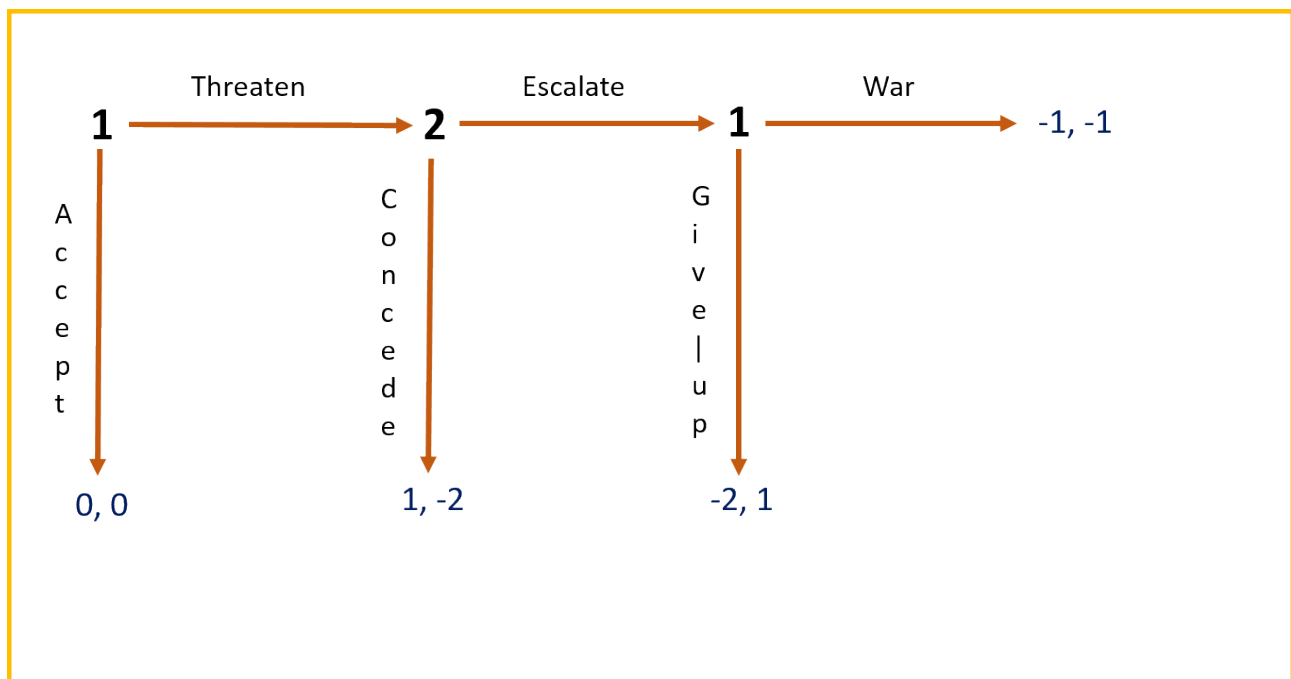 Threaten
Escalate
War
1
2
1
-1, -1
Accept
Concede
Give|up
0, 0
1, -2
-2, 1